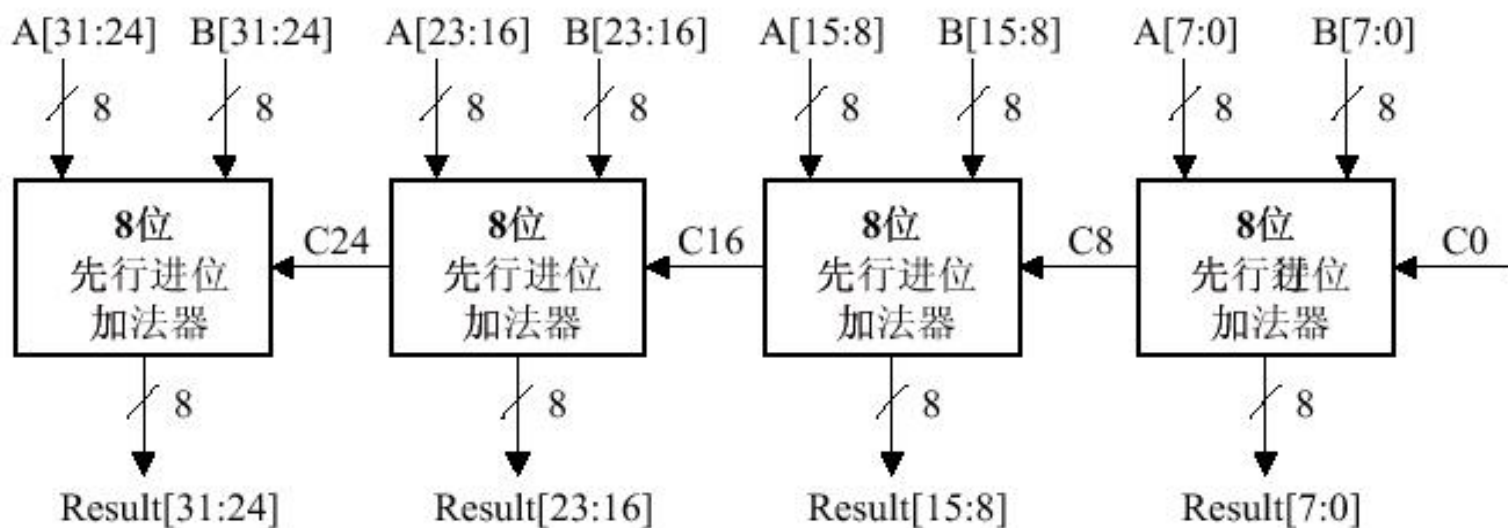 A[31:24] B[31:24] A[23:16] B[23:16] A[15:8] B[15:8] A[7:0] B[7:0]
8 8 8 8 8 8 8 8
8位
先行进位
加法器
C24
8位
先行进位
加法器
C16
8位
先行进位
加法器
C8
8位
先行进位
加法器
C0
8 8 8 8
Result[31:24] Result[23:16] Result[15:8] Result[7:0]